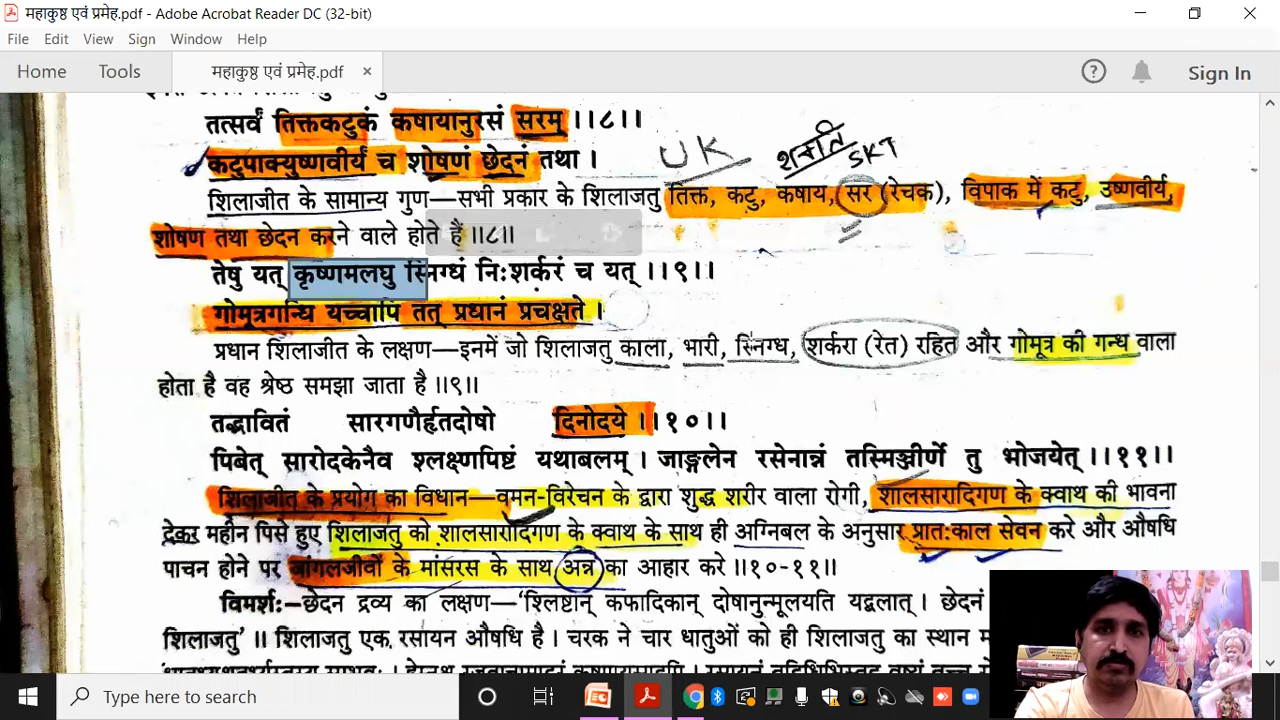 महाकुष्ठ एवं प्रमेह.pdf - Adobe Acrobat Reader DC (32-bit)
File Edit View Sign Window Help
Home Tools महाकुष्ठ एवं प्रमेह.pdf × Sign In
तत्सर्वं तिक्तकटुकं कषायानुरसं सरम् ।।८।।
कटुपाक्युष्णवीर्यं च शोषणं छेदनं तथा ।
UK शक्ति SKT
शिलाजीत के सामान्य गुण—सभी प्रकार के शिलाजतु तिक्त, कटु, कषाय, सर (रेचक), विपाक में कटु, उष्णवीर्य,
शोषण तथा छेदन करने वाले होते हैं ॥८॥
तेषु यत् कृष्णमलघु स्निग्धं निःशर्करं च यत् ।।९।।
गोमूत्रगन्धि यच्चापि तत् प्रधानं प्रचक्षते ।
प्रधान शिलाजीत के लक्षण—इनमें जो शिलाजतु काला, भारी, स्निग्ध, शर्करा (रेत) रहित और गोमूत्र की गन्ध वाला
होता है वह श्रेष्ठ समझा जाता है ॥९॥
तद्भावितं सारगणैर्हृतदोषो दिनोदये ।।१०।।
पिबेत् सारोदकेनैव श्लक्ष्णपिष्टं यथाबलम् । जाङ्गलेन रसेनान्नं तस्मिञ्जीर्णे तु भोजयेत् ।।११।।
शिलाजीत के प्रयोग का विधान—वमन-विरेचन के द्वारा शुद्ध शरीर वाला रोगी, शालसारादिगण के क्वाथ की भावना
देकर महीन पिसे हुए शिलाजतु को शालसारादिगण के क्वाथ के साथ ही अग्निबल के अनुसार प्रातःकाल सेवन करे और औषधि
पाचन होने पर जांगलजीवों के मांसरस के साथ अन्न का आहार करे ॥१०-११॥
विमर्शः—छेदन द्रव्य का लक्षण—'श्लिष्टान् कफादिकान् दोषानुन्मूलयति यद्बलात् । छेदनं
शिलाजतु' ॥ शिलाजतु एक रसायन औषधि है । चरक ने चार धातुओं को ही शिलाजतु का स्थान
Type here to search